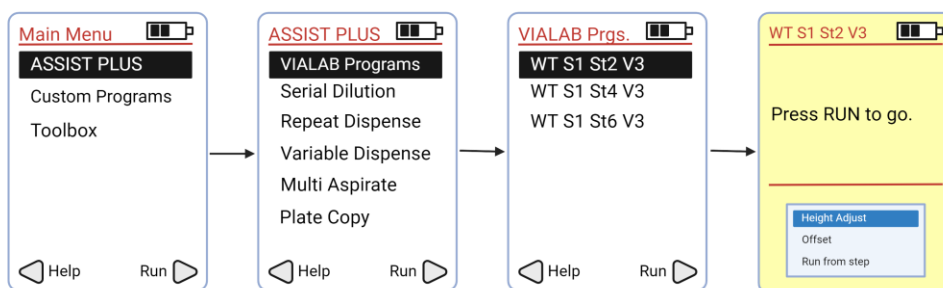 Main Menu
ASSIST PLUS
Custom Programs
Toolbox
Help Run
ASSIST PLUS
VIALAB Programs
Serial Dilution
Repeat Dispense
Variable Dispense
Multi Aspirate
Plate Copy
Help Run
VIALAB Prgs.
WT S1 St2 V3
WT S1 St4 V3
WT S1 St6 V3
Help Run
WT S1 St2 V3
Press RUN to go.
Height Adjust
Offset
Run from step